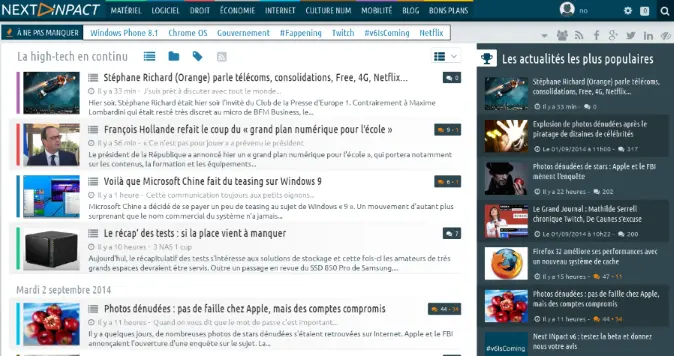 NEXT INPACT
MATÉRIEL LOGICIEL DROIT ÉCONOMIE INTERNET CULTURE NUM MOBILITÉ BLOG BONS PLANS
no 0
À NE PAS MANQUER Windows Phone 8.1 Chrome OS Gouvernement #Fappening Twitch #v6IsComing Netflix
La high-tech en continu
Stéphane Richard (Orange) parle télécoms, consolidations, Free, 4G, Netflix... 0
Il y a 33 min - J'suis prêt à discuter avec tout le monde...
Hier soir, Stéphane Richard était hier soir l'invité du Club de la Presse d'Europe 1. Contrairement à Maxime
Lombardini qui était resté très discret au micro de BFM Business, le...
François Hollande refait le coup du « grand plan numérique pour l'école » 9 - 1
Il y a 56 min - « Ce n'est pas pour jouer » a prévenu le président
Le président de la République a annoncé hier un « grand plan numérique pour l'école », qui portera notamment
sur les contenus, la formation et les équipements...
Voilà que Microsoft Chine fait du teasing sur Windows 9 6 - 1
Il y a 1 heure - Cette communication toujours aux petits oignons...
Microsoft Chine a décidé de se payer un peu de teasing au sujet de Windows 9. Un mouvement d'autant plus
surprenant que le nom commercial du système n'a jamais...
Le récap' des tests : si la place vient à manquer 7
Il y a 10 heures - 3 NAS 1 cup
Aujourd'hui, le récapitulatif des tests s'intéresse aux solutions de stockage et cette fois-ci les amateurs de très
grands espaces devraient être servis. Outre un passage en revue du SSD 850 Pro de Samsung,...
Mardi 2 septembre 2014
Photos dénudées : pas de faille chez Apple, mais des comptes compromis 44 - 34
Il y a 11 heures - Quand on vous dit que le mot de passe c'est important...
Il y a quelques jours, de nombreuses photos de stars dénudées s'étaient retrouvées sur Internet. Apple et le FBI
annonçaient l'ouverture d'une enquête sur le sujet. La...
Les actualités les plus populaires
Stéphane Richard (Orange) parle télécoms,
consolidations, Free, 4G, Netflix...
Il y a 33 min - 0
Explosion de photos dénudées après le
piratage de dizaines de célébrités
Le 01/09/2014 à 11h00 - 317
Photos dénudées de stars : Apple et le FBI
mènent l'enquête
Il y a 22 heures - 202
Le Grand Journal : Mathilde Serrell
chronique Twitch, De Caunes s'excuse
Le 01/09/2014 à 16h30 - 200
Firefox 32 améliore ses performances avec
un nouveau système de cache
Il y a 15 heures - 47 - 11
Photos dénudées : pas de faille chez Apple,
mais des comptes compromis
Il y a 11 heures - 44 - 34
#v6IsComing
Next INpact v6 : testez la beta et donnez
nous votre avis